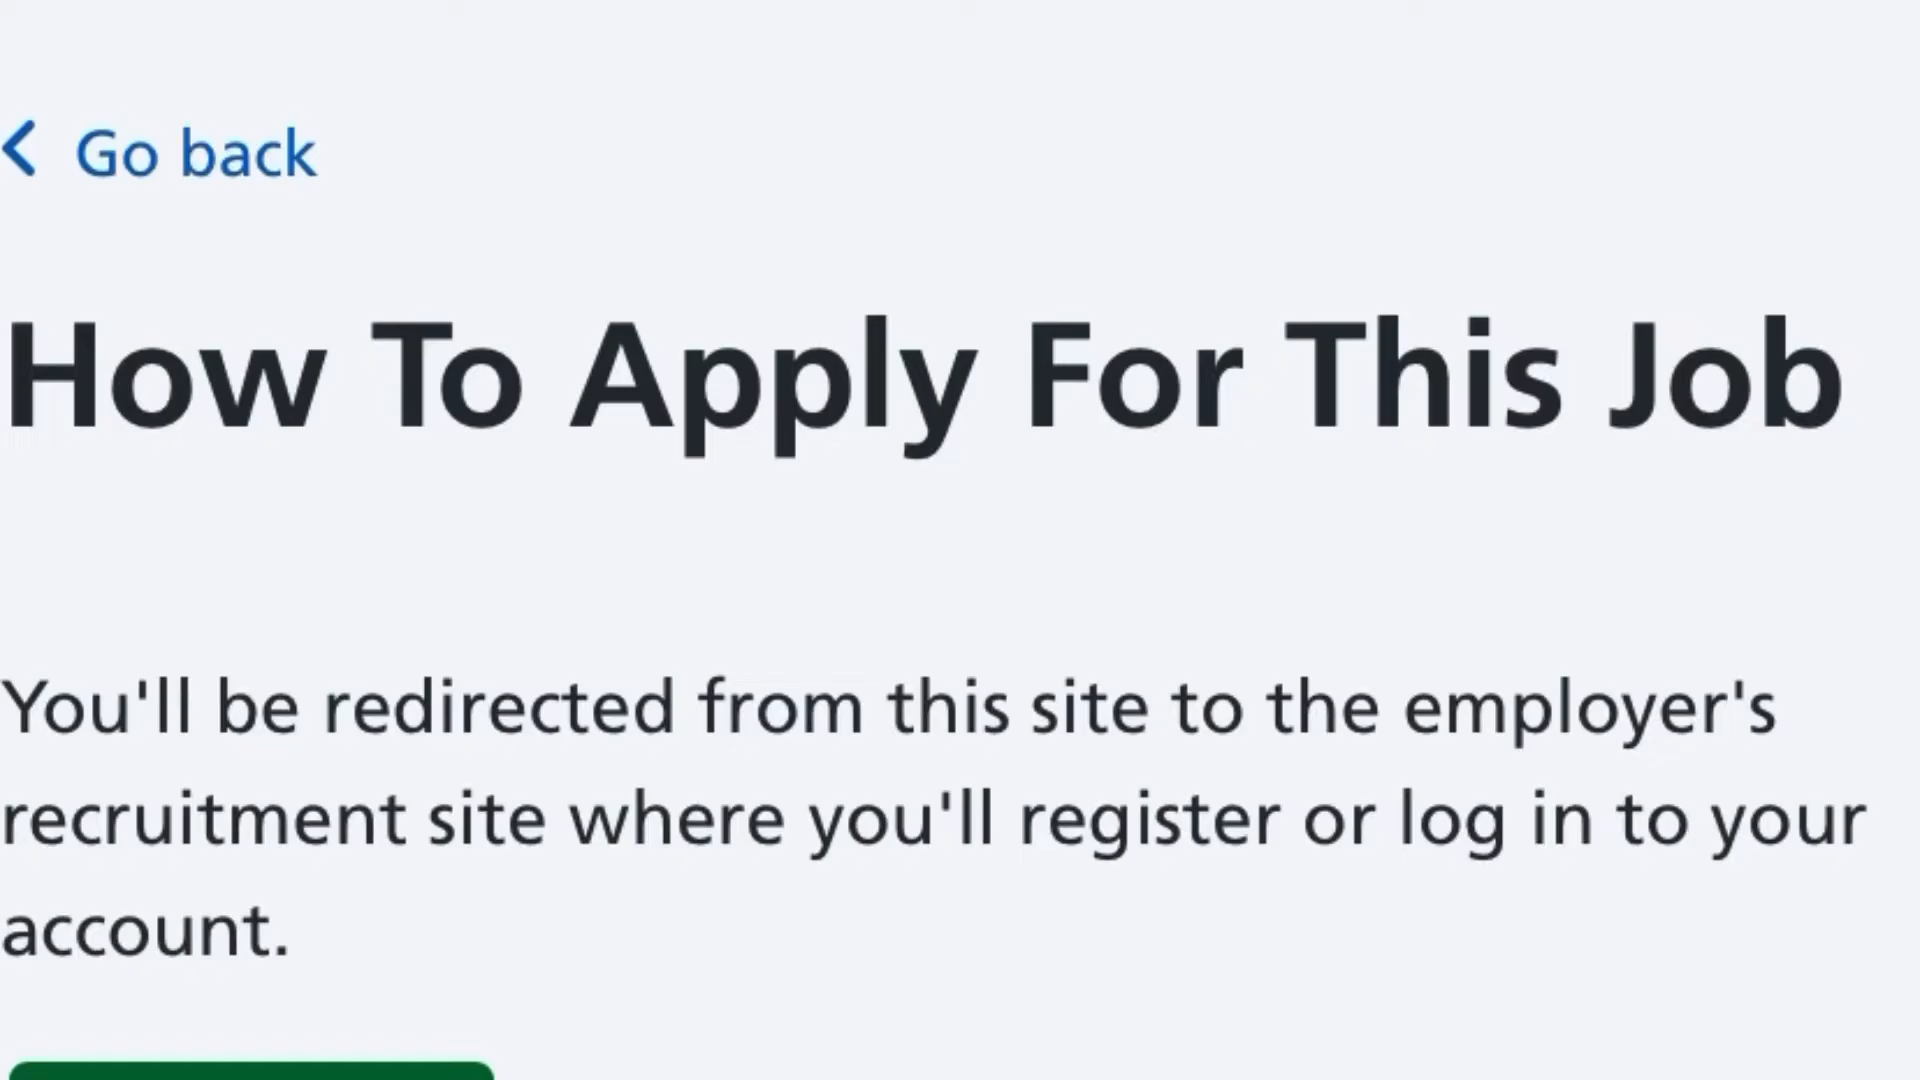 Go back
How To Apply For This Job
You'll be redirected from this site to the employer's
recruitment site where you'll register or log in to your
account.